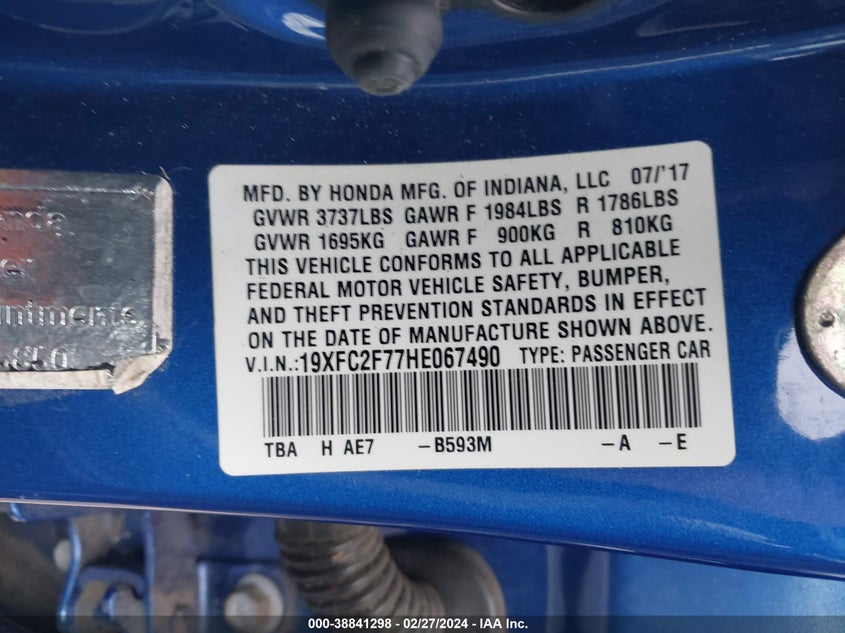 MFD. BY HONDA MFG. OF INDIANA, LLC 07/'17
GVWR 3737LBS GAWR F 1984LBS R 1786LBS
GVWR 1695KG GAWR F 900KG R 810KG
THIS VEHICLE CONFORMS TO ALL APPLICABLE
FEDERAL MOTOR VEHICLE SAFETY, BUMPER,
AND THEFT PREVENTION STANDARDS IN EFFECT
ON THE DATE OF MANUFACTURE SHOWN ABOVE.
V.I.N.:19XFC2F77HE067490 TYPE: PASSENGER CAR
TBA H AE7 -B593M -A -E
000-38841298 - 02/27/2024 - IAA Inc.